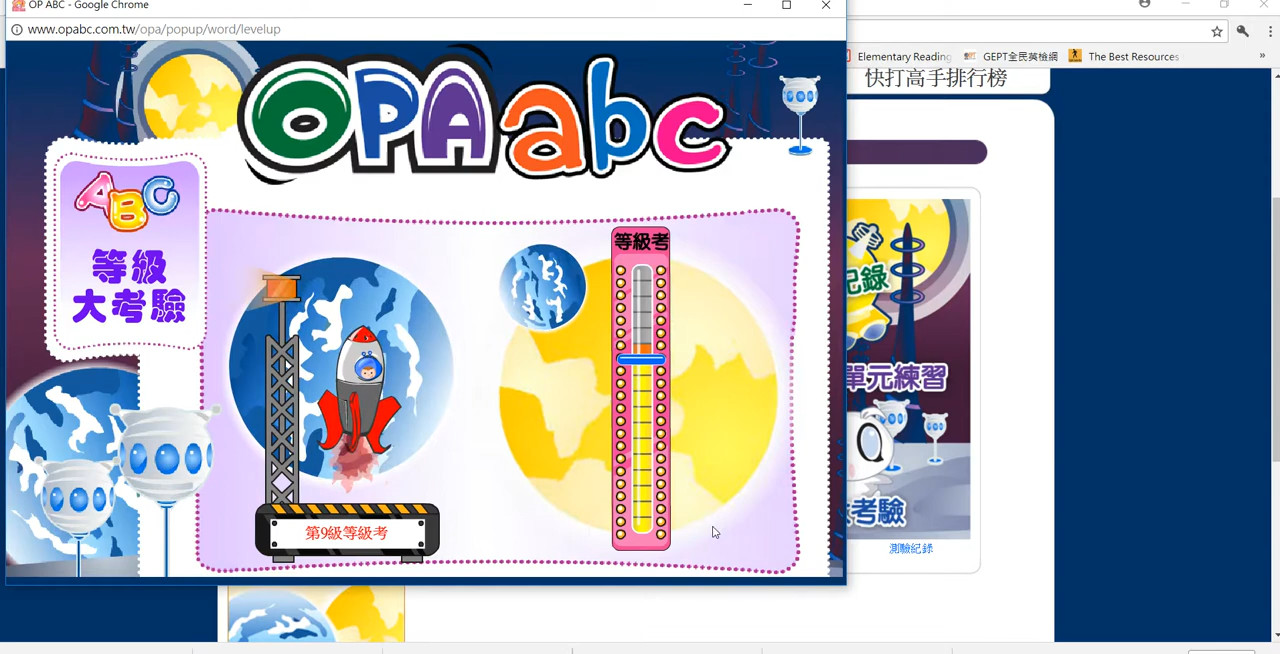 OP ABC - Google Chrome
www.opabc.com.tw/opa/popup/word/levelup
Elementary Reading
GEPT全民英檢網
The Best Resources
»
快打高手排行榜
OPA abc
ABC
等級
大考驗
等級考
第9級等級考
紀錄
單元練習
考驗
測驗紀錄